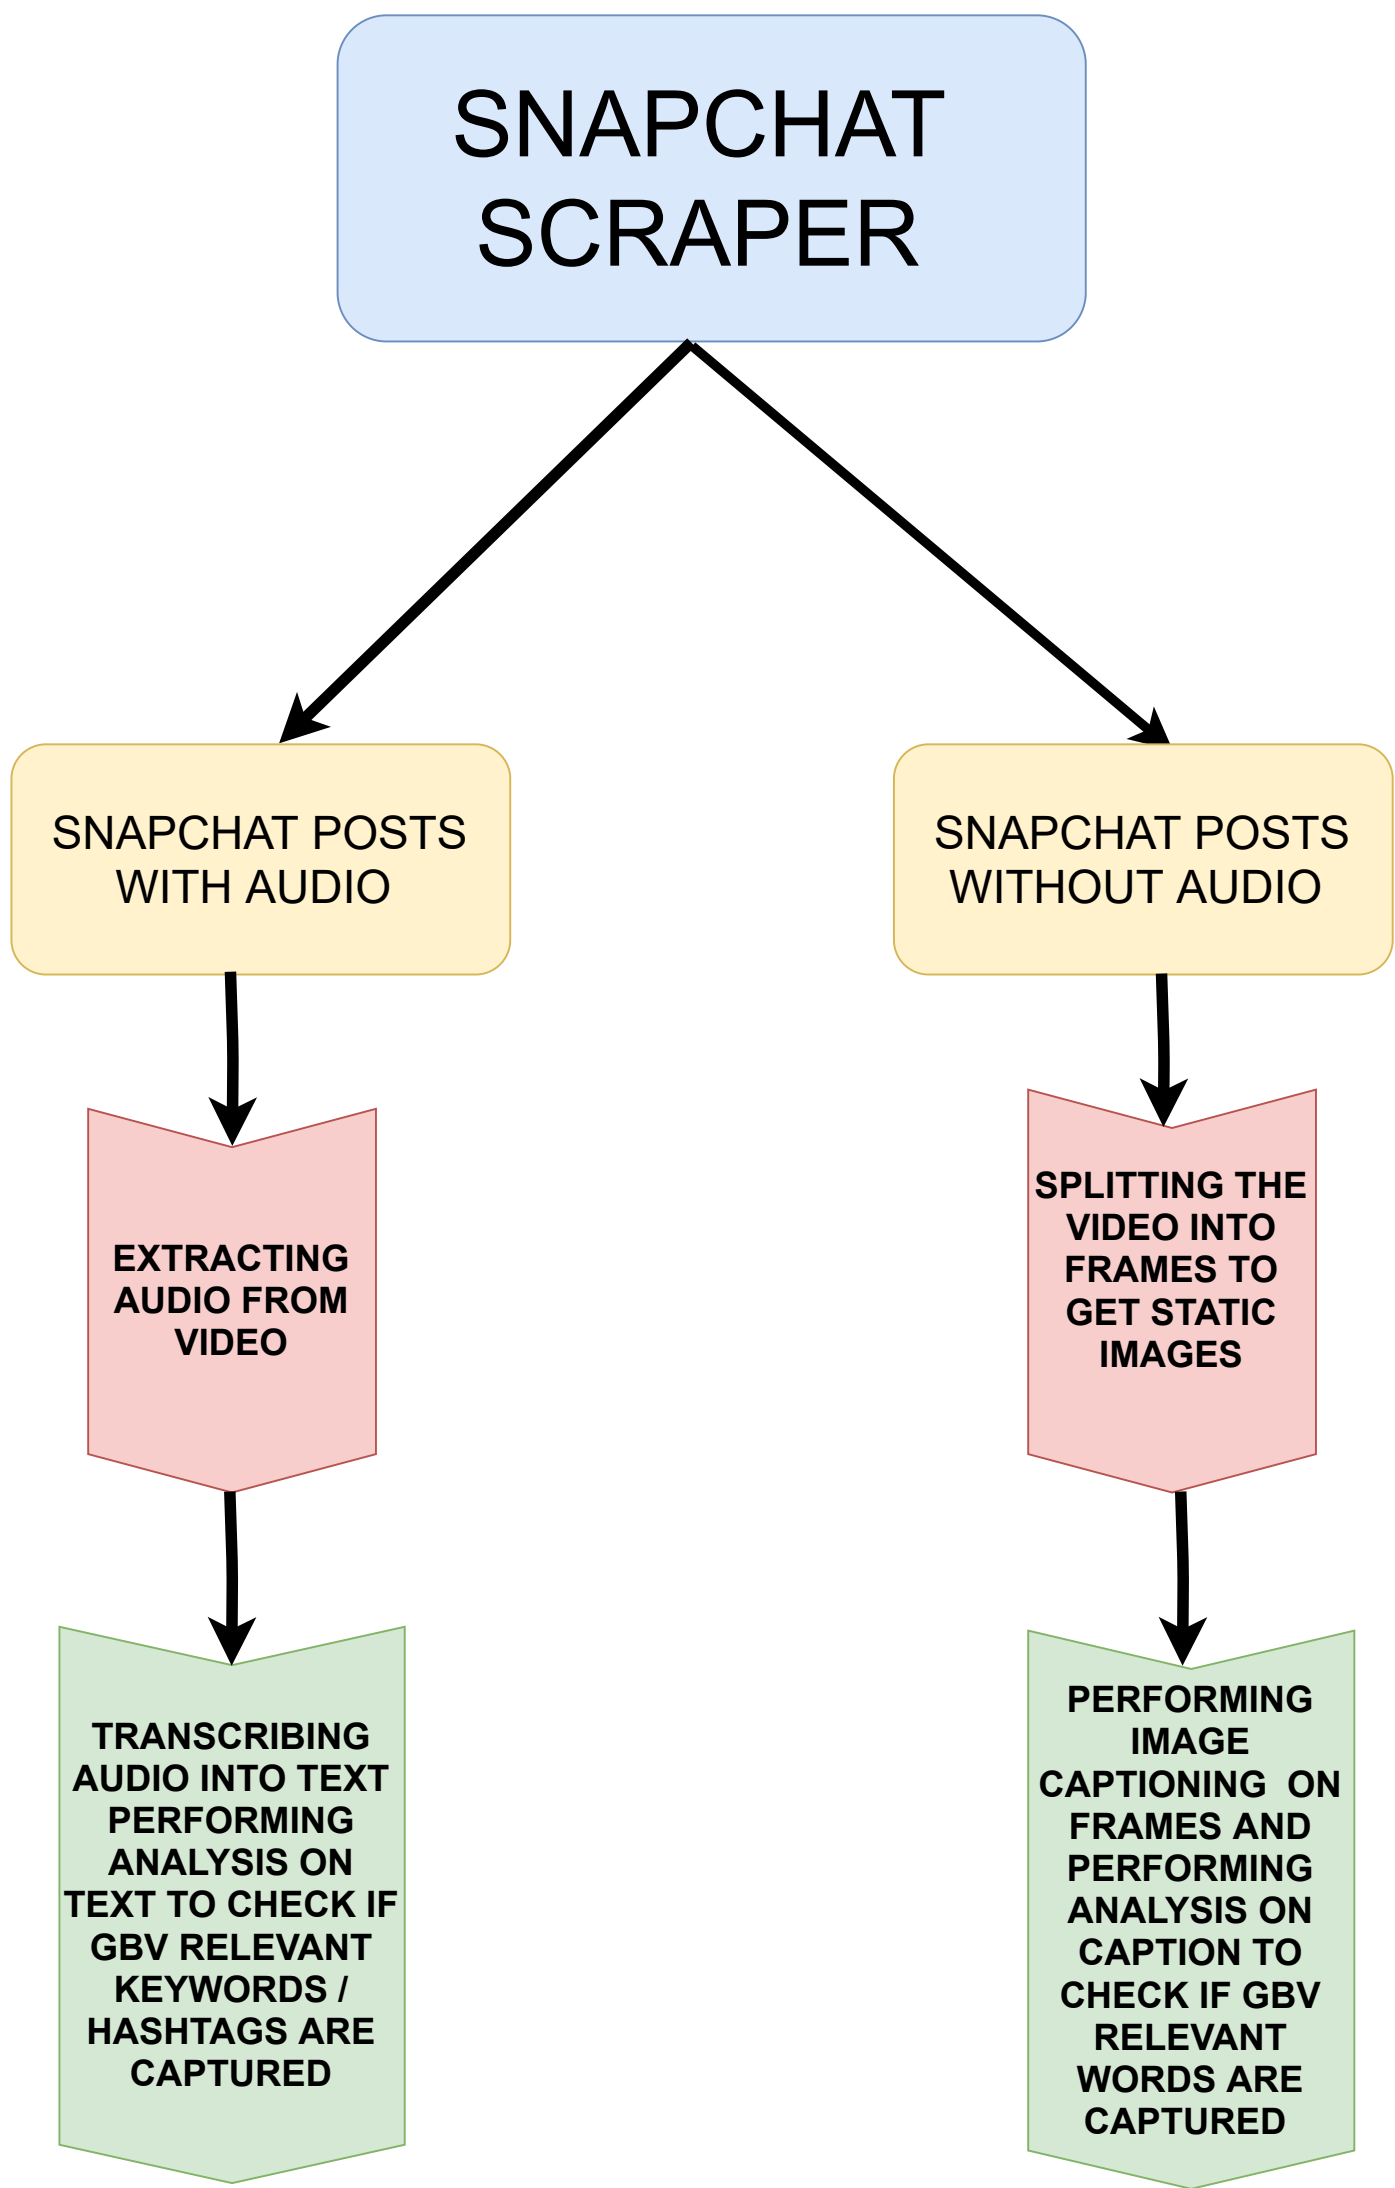 SNAPCHAT
SCRAPER
SNAPCHAT POSTS
WITH AUDIO
SNAPCHAT POSTS
WITHOUT AUDIO
EXTRACTING
AUDIO FROM
VIDEO
SPLITTING THE
VIDEO INTO
FRAMES TO
GET STATIC
IMAGES
TRANSCRIBING
AUDIO INTO TEXT
PERFORMING
ANALYSIS ON
TEXT TO CHECK IF
GBV RELEVANT
KEYWORDS /
HASHTAGS ARE
CAPTURED
PERFORMING
IMAGE
CAPTIONING  ON
FRAMES AND
PERFORMING
ANALYSIS ON
CAPTION TO
CHECK IF GBV
RELEVANT
WORDS ARE
CAPTURED